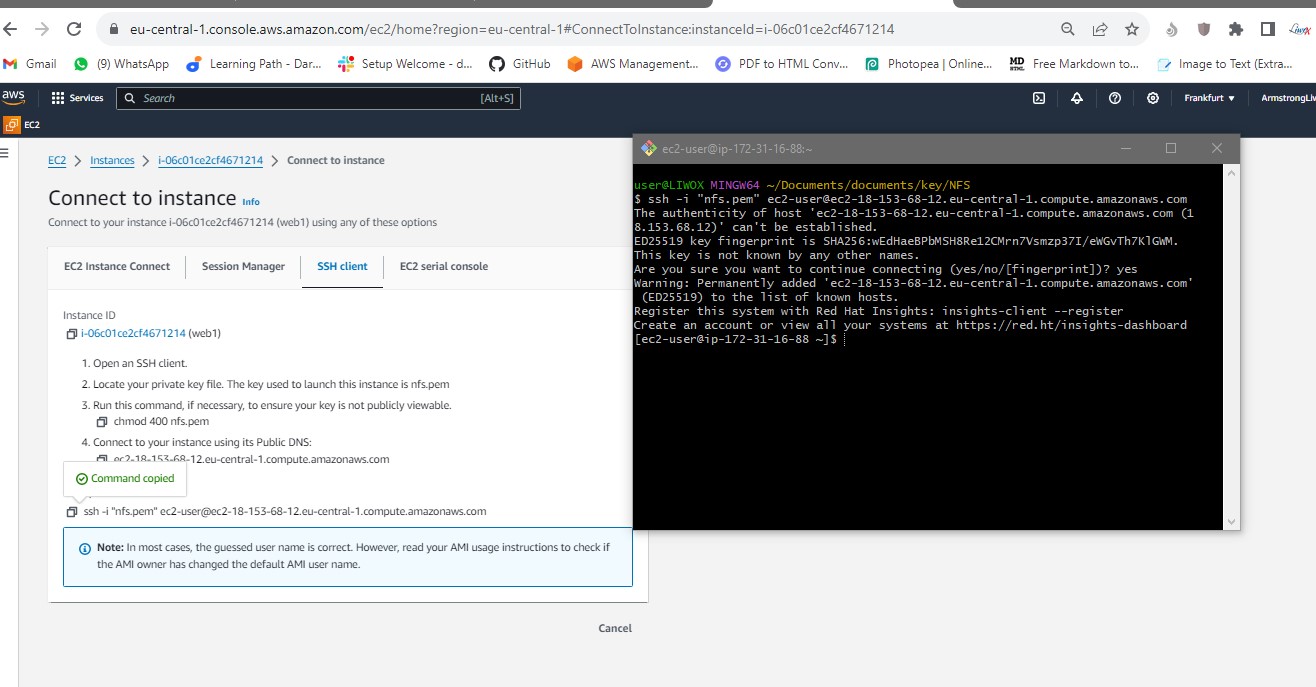 eu-central-1.console.aws.amazon.com/ec2/home?region=eu-central-1#ConnectToInstance:instanceId=i-06c01ce2cf4671214
Gmail
(9) WhatsApp
Learning Path - Dar...
Setup Welcome - d...
GitHub
AWS Management...
PDF to HTML Conv...
Photopea | Online...
MD
HTML
Free Markdown to...
Image to Text (Extra...
aws
Services
Search
[Alt+S]
Frankfurt
ArmstrongLiw
EC2
EC2 > Instances > i-06c01ce2cf4671214 > Connect to instance
Connect to instance Info
Connect to your instance i-06c01ce2cf4671214 (web1) using any of these options
EC2 Instance Connect
Session Manager
SSH client
EC2 serial console
Instance ID
i-06c01ce2cf4671214 (web1)
1. Open an SSH client.
2. Locate your private key file. The key used to launch this instance is nfs.pem
3. Run this command, if necessary, to ensure your key is not publicly viewable.
chmod 400 nfs.pem
4. Connect to your instance using its Public DNS:
ec2-18-153-68-12.eu-central-1.compute.amazonaws.com
Command copied
ssh -i "nfs.pem" ec2-user@ec2-18-153-68-12.eu-central-1.compute.amazonaws.com
Note: In most cases, the guessed user name is correct. However, read your AMI usage instructions to check if
the AMI owner has changed the default AMI user name.
Cancel
ec2-user@ip-172-31-16-88:~
user@LIWOX MINGW64 ~/Documents/documents/key/NFS
$ ssh -i "nfs.pem" ec2-user@ec2-18-153-68-12.eu-central-1.compute.amazonaws.com
The authenticity of host 'ec2-18-153-68-12.eu-central-1.compute.amazonaws.com (1
8.153.68.12)' can't be established.
ED25519 key fingerprint is SHA256:wEdHaeBPbMSH8Re12CMrn7Vsmzp37I/eWGvTh7KlGWM.
This key is not known by any other names.
Are you sure you want to continue connecting (yes/no/[fingerprint])? yes
Warning: Permanently added 'ec2-18-153-68-12.eu-central-1.compute.amazonaws.com'
(ED25519) to the list of known hosts.
Register this system with Red Hat Insights: insights-client --register
Create an account or view all your systems at https://red.ht/insights-dashboard
[ec2-user@ip-172-31-16-88 ~]$